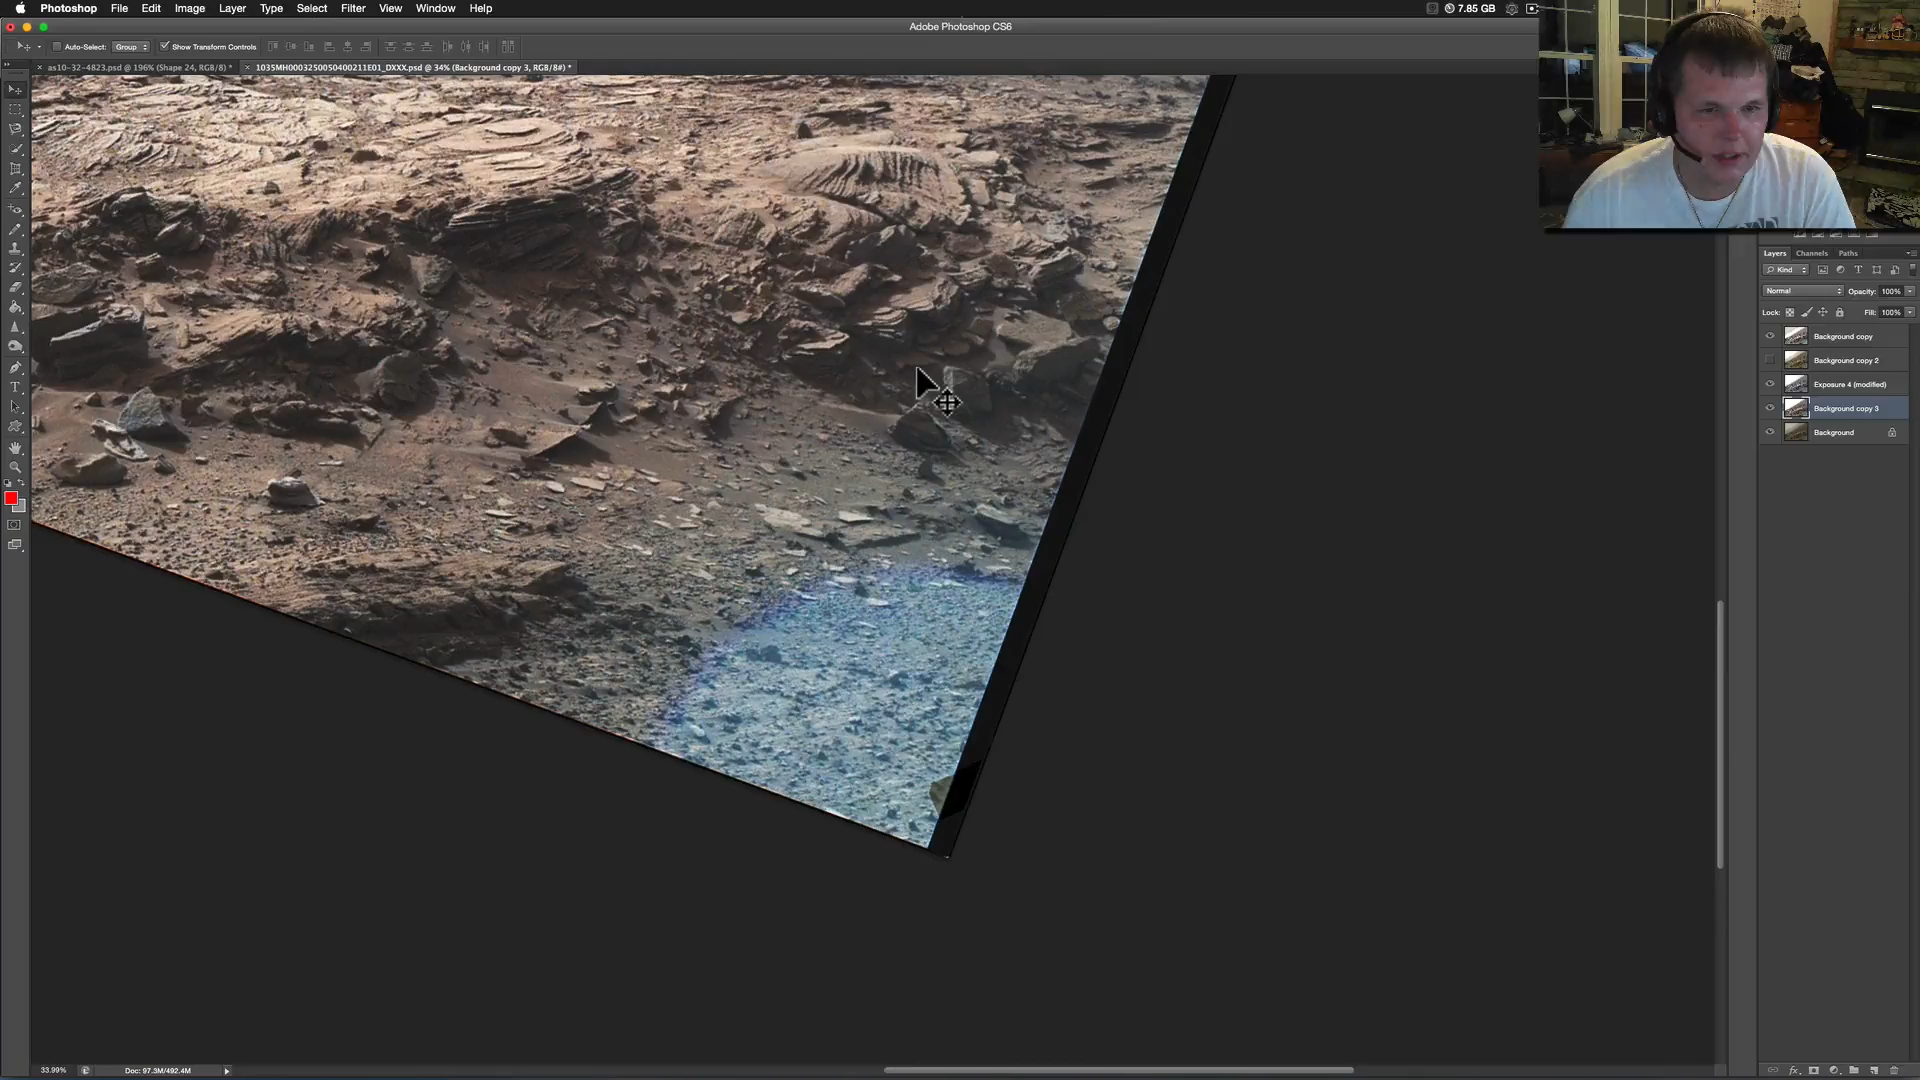 Photoshop File Edit Image Layer Type Select Filter View Window Help
7.85 GB
Adobe Photoshop CS6
Auto-Select: Group Show Transform Controls
as10-32-4823.psd @ 196% (Shape 24, RGB/8) *
1035MH0003250050400211E01_DXXX.psd @ 34% (Background copy 3, RGB/8#) *
Layers Channels Paths
Kind
Normal Opacity: 100%
Lock: Fill: 100%
Background copy
Background copy 2
Exposure 4 (modified)
Background copy 3
Background
33.99% Doc: 97.3M/492.4M